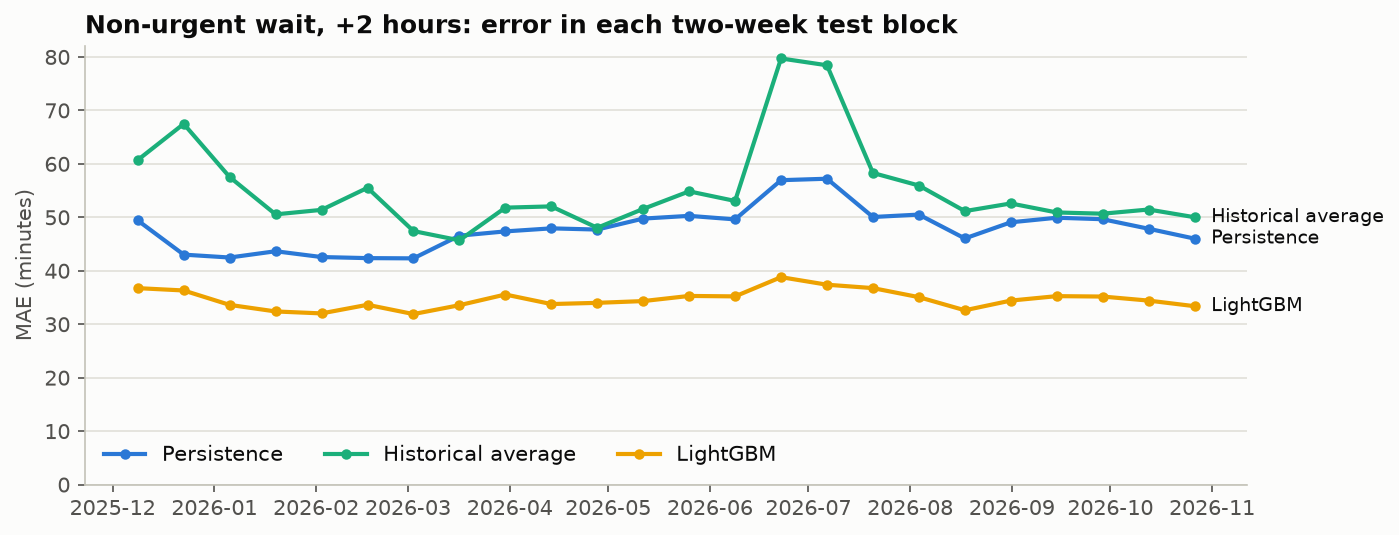 Non-urgent wait, +2 hours: error in each two-week test block
MAE (minutes)
80
70
60
50
40
30
20
10
0
Historical average
Persistence
LightGBM
Persistence Historical average LightGBM
2025-12 2026-01 2026-02 2026-03 2026-04 2026-05 2026-06 2026-07 2026-08 2026-09 2026-10 2026-11